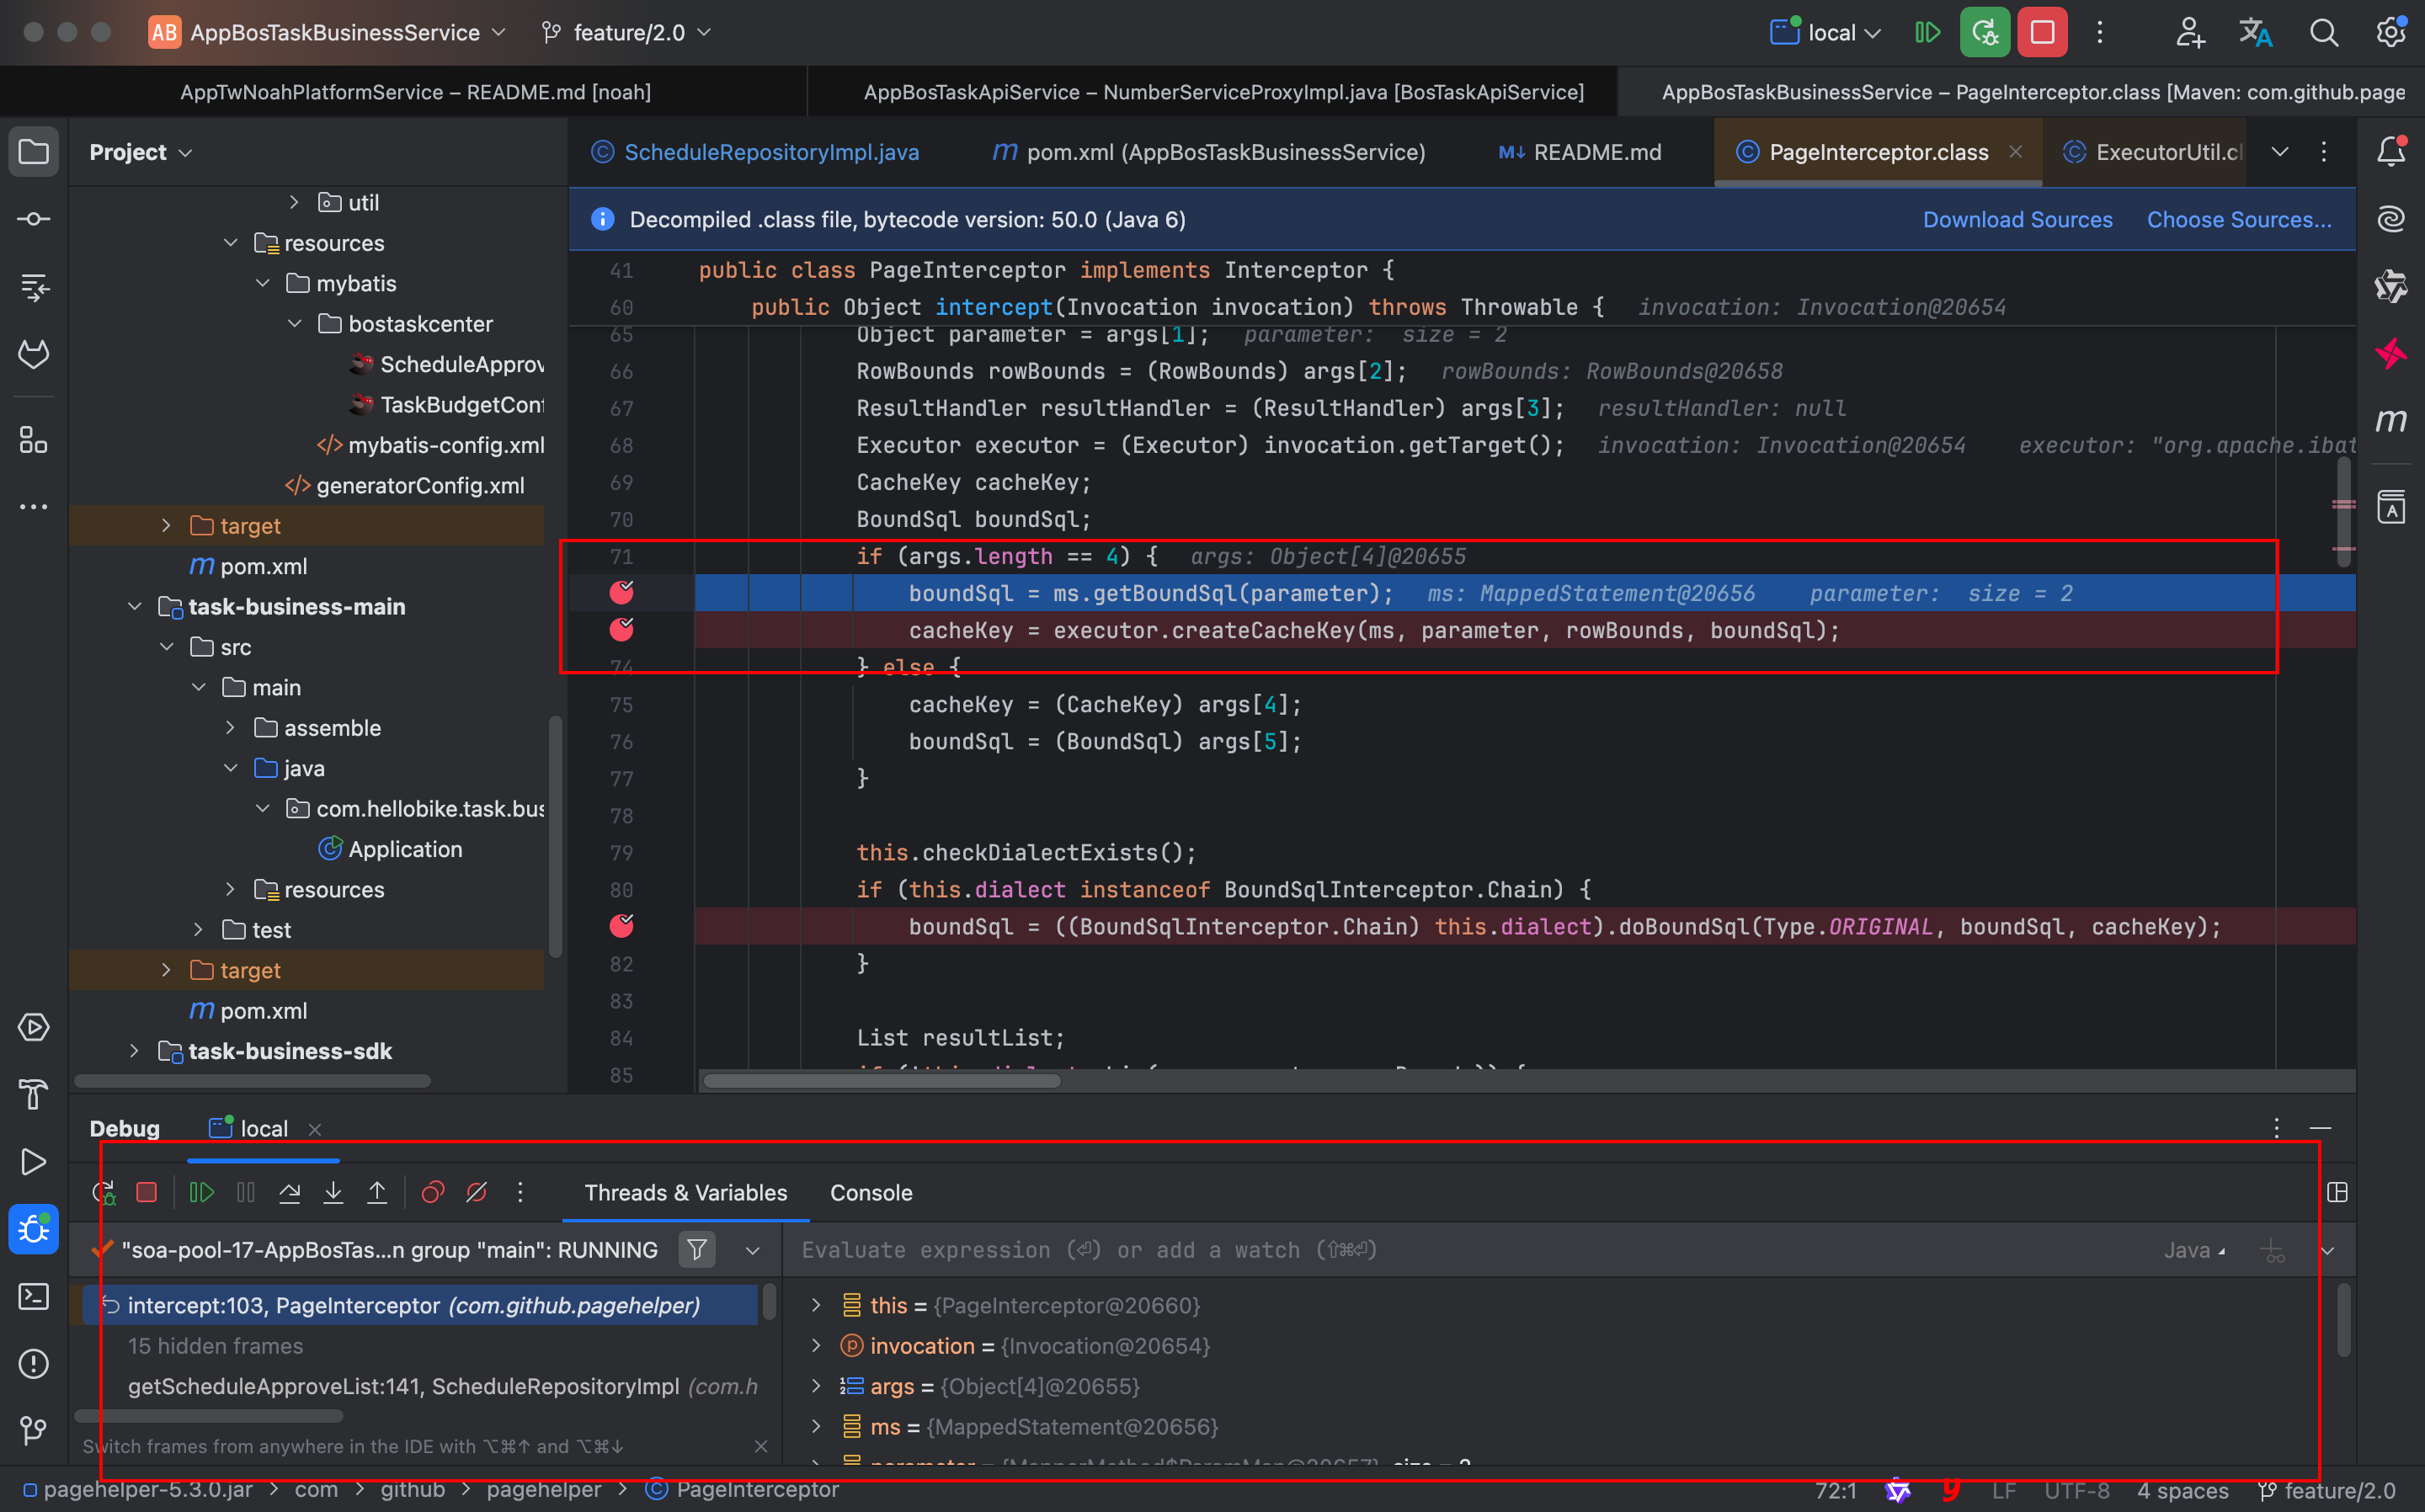 AB AppBosTaskBusinessService feature/2.0 local
AppTwNoahPlatformService – README.md [noah] AppBosTaskApiService – NumberServiceProxyImpl.java [BosTaskApiService] AppBosTaskBusinessService – PageInterceptor.class [Maven: com.github.page
Project
util
resources
mybatis
bostaskcenter
ScheduleApprov
TaskBudgetConf
mybatis-config.xml
generatorConfig.xml
target
pom.xml
task-business-main
src
main
assemble
java
com.hellobike.task.bus
Application
resources
test
target
pom.xml
task-business-sdk
ScheduleRepositoryImpl.java pom.xml (AppBosTaskBusinessService) README.md PageInterceptor.class ExecutorUtil.cl
Decompiled .class file, bytecode version: 50.0 (Java 6) Download Sources Choose Sources...
41 public class PageInterceptor implements Interceptor {
60 public Object intercept(Invocation invocation) throws Throwable { invocation: Invocation@20654
65 Object parameter = args[1]; parameter: size = 2
66 RowBounds rowBounds = (RowBounds) args[2]; rowBounds: RowBounds@20658
67 ResultHandler resultHandler = (ResultHandler) args[3]; resultHandler: null
68 Executor executor = (Executor) invocation.getTarget(); invocation: Invocation@20654 executor: "org.apache.ibat
69 CacheKey cacheKey;
70 BoundSql boundSql;
71 if (args.length == 4) { args: Object[4]@20655
boundSql = ms.getBoundSql(parameter); ms: MappedStatement@20656 parameter: size = 2
cacheKey = executor.createCacheKey(ms, parameter, rowBounds, boundSql);
74 } else {
75 cacheKey = (CacheKey) args[4];
76 boundSql = (BoundSql) args[5];
77 }
78
79 this.checkDialectExists();
80 if (this.dialect instanceof BoundSqlInterceptor.Chain) {
boundSql = ((BoundSqlInterceptor.Chain) this.dialect).doBoundSql(Type.ORIGINAL, boundSql, cacheKey);
82 }
83
84 List resultList;
85
Debug local
Threads & Variables Console
"soa-pool-17-AppBosTas...n group "main": RUNNING
intercept:103, PageInterceptor (com.github.pagehelper)
15 hidden frames
getScheduleApproveList:141, ScheduleRepositoryImpl (com.h
Switch frames from anywhere in the IDE with ⌥⌘↑ and ⌥⌘↓
Evaluate expression (⏎) or add a watch (⇧⌘⏎) Java
this = {PageInterceptor@20660}
invocation = {Invocation@20654}
args = {Object[4]@20655}
ms = {MappedStatement@20656}
parameter = {MapperMethod$ParamMap@20657} size = 2
pagehelper-5.3.0.jar > com > github > pagehelper > PageInterceptor 72:1 LF UTF-8 4 spaces feature/2.0